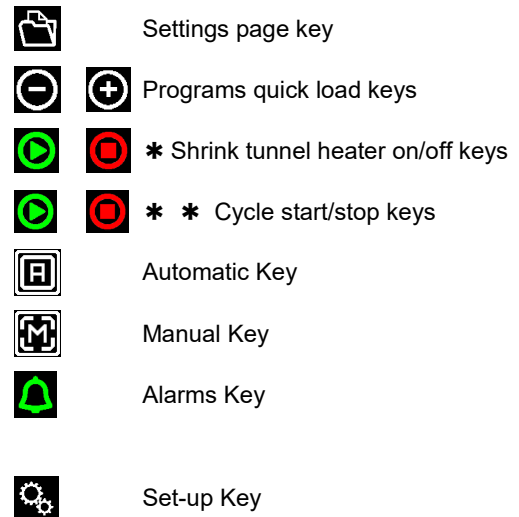 Settings page key
Programs quick load keys
✱ Shrink tunnel heater on/off keys
✱ ✱ Cycle start/stop keys
A Automatic Key
M Manual Key
Alarms Key
Set-up Key